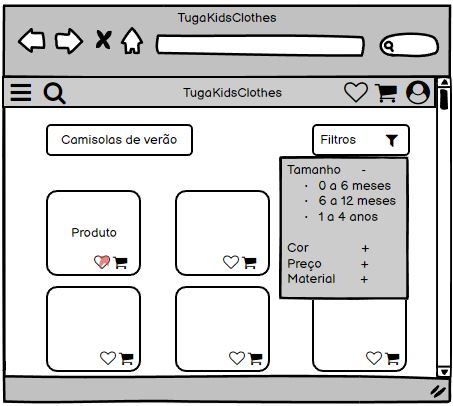 TugaKidsClothes
TugaKidsClothes
Camisolas de verão
Filtros
Tamanho -
· 0 a 6 meses
· 6 a 12 meses
· 1 a 4 anos
Cor +
Preço +
Material +
Produto